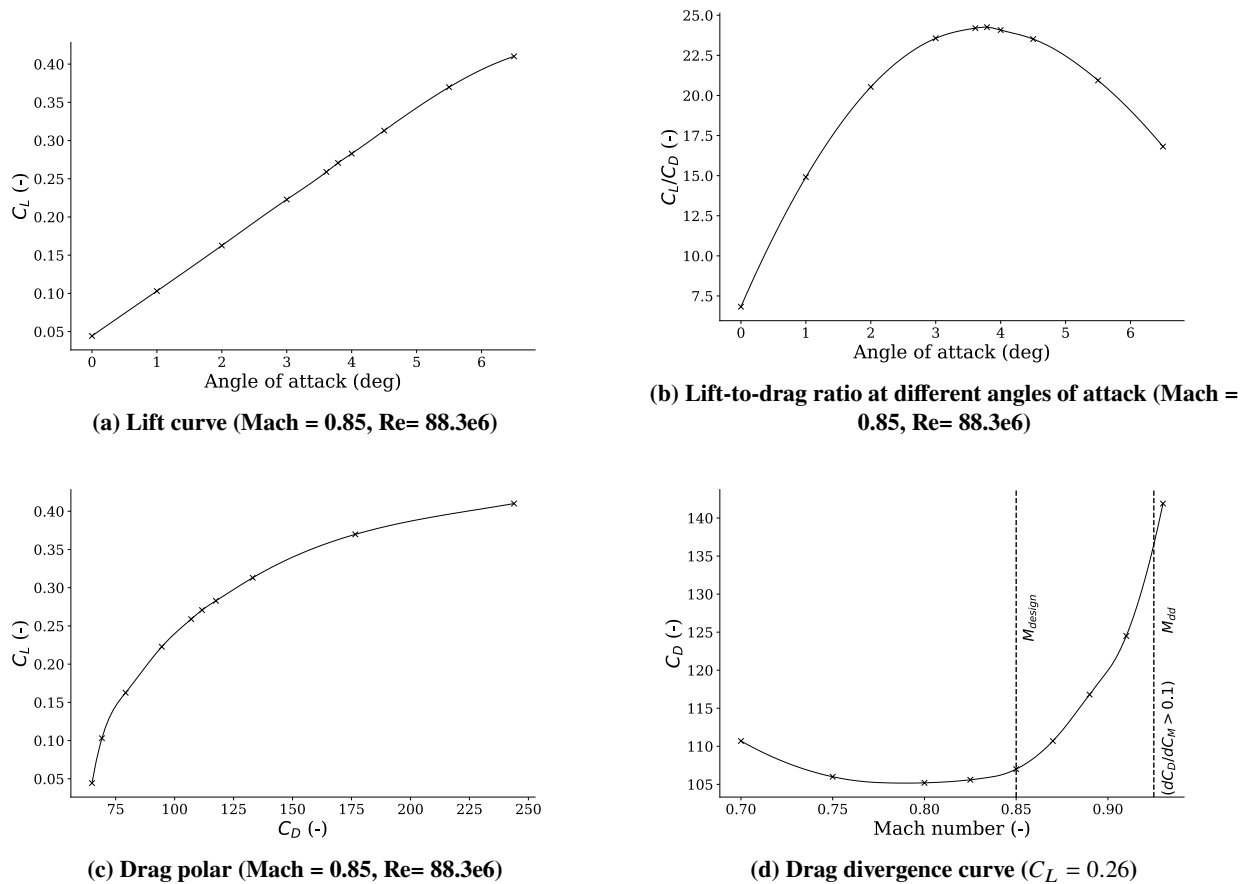 0.40
0.35
0.30
0.25
0.20
0.15
0.10
0.05
C_L (-)
0 1 2 3 4 5 6
Angle of attack (deg)
(a) Lift curve (Mach = 0.85, Re= 88.3e6)
25.0
22.5
20.0
17.5
15.0
12.5
10.0
7.5
C_L/C_D (-)
0 1 2 3 4 5 6
Angle of attack (deg)
(b) Lift-to-drag ratio at different angles of attack (Mach =
0.85, Re= 88.3e6)
0.40
0.35
0.30
0.25
0.20
0.15
0.10
0.05
C_L (-)
75 100 125 150 175 200 225 250
C_D (-)
(c) Drag polar (Mach = 0.85, Re= 88.3e6)
140
135
130
125
120
115
110
105
C_D (-)
M_design
M_dd
(dC_D/dC_M > 0.1)
0.70 0.75 0.80 0.85 0.90
Mach number (-)
(d) Drag divergence curve (C_L = 0.26)